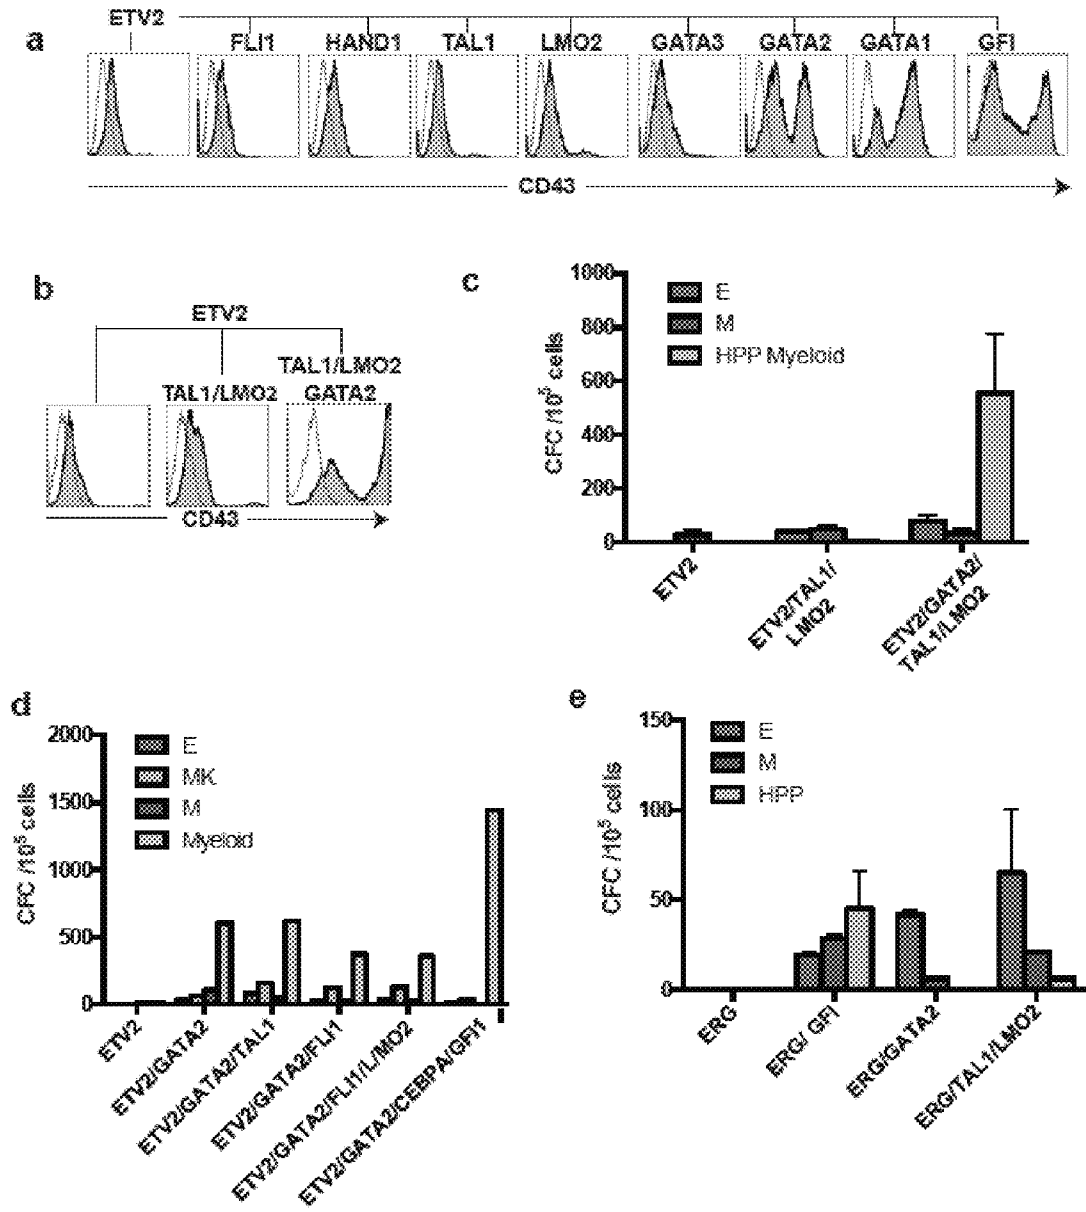 a
ETV2
FLI1 HAND1 TAL1 LMO2 GATA3 GATA2 GATA1 GFI
CD43
b
ETV2
TAL1/LMO2
TAL1/LMO2 GATA2
CD43
c
CFC /10⁵ cells
1000
800
600
400
200
0
E
M
HPP Myeloid
ETV2
ETV2/TAL1/
LMO2
ETV2/GATA2/
TAL1/LMO2
d
CFC /10⁵ cells
2000
1500
1000
500
0
E
MK
M
Myeloid
ETV2
ETV2/GATA2
ETV2/GATA2/TAL1
ETV2/GATA2/FLI1
ETV2/GATA2/FLI1/L/MO2
ETV2/GATA2/CEBPA/GFI1
e
CFC /10⁵ cells
150
100
50
0
E
M
HPP
ERG
ERG/ GFI
ERG/GATA2
ERG/TAL1/LMO2